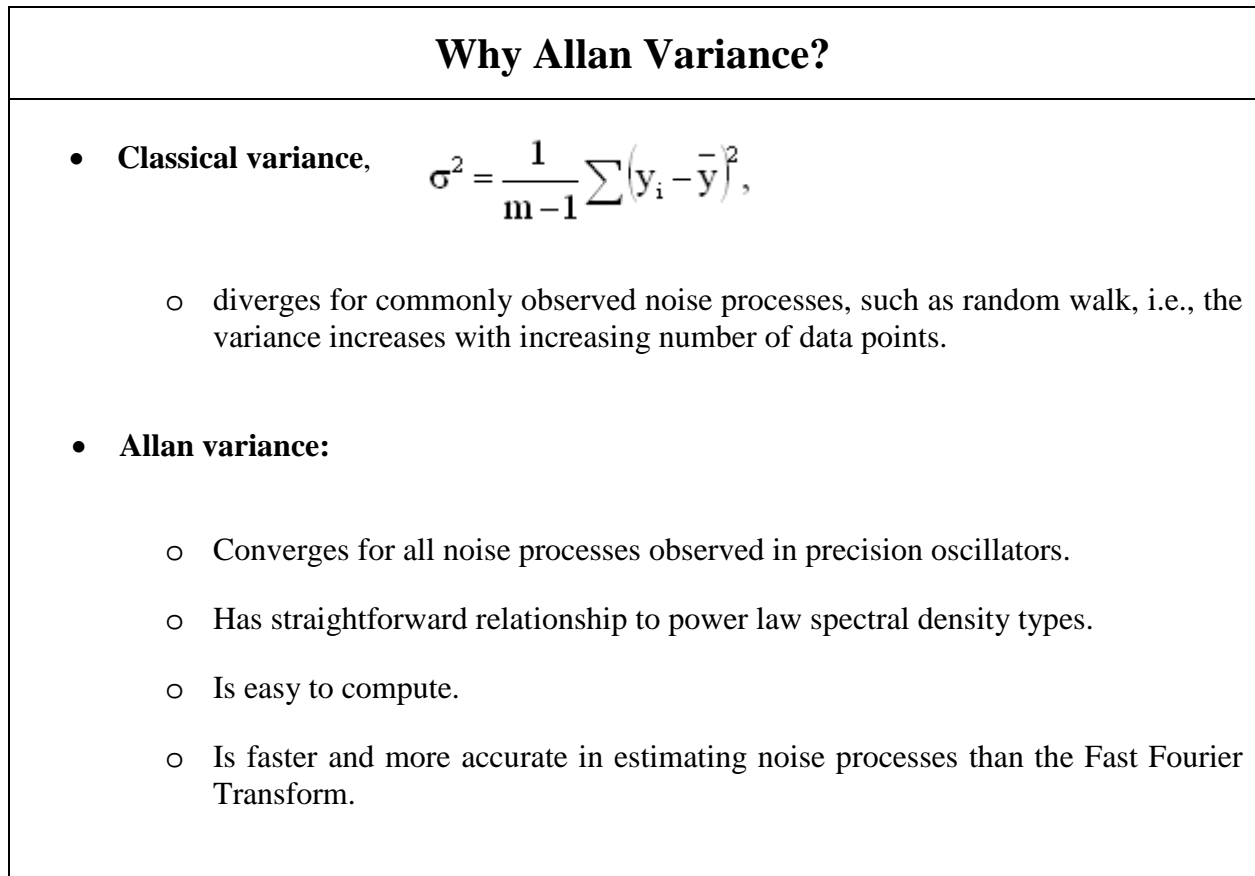 Why Allan Variance?
• Classical variance, σ² = 1/(m − 1) ∑(yᵢ − ȳ)²,
o diverges for commonly observed noise processes, such as random walk, i.e., the
variance increases with increasing number of data points.
• Allan variance:
o Converges for all noise processes observed in precision oscillators.
o Has straightforward relationship to power law spectral density types.
o Is easy to compute.
o Is faster and more accurate in estimating noise processes than the Fast Fourier
Transform.